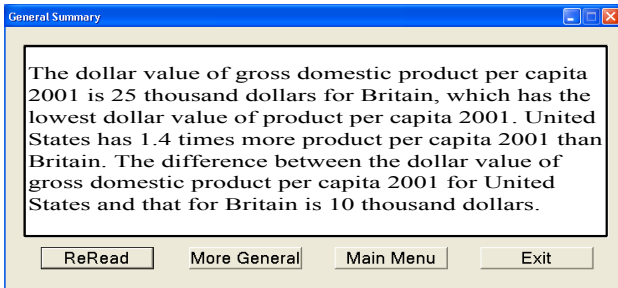 General Summary
The dollar value of gross domestic product per capita
2001 is 25 thousand dollars for Britain, which has the
lowest dollar value of product per capita 2001. United
States has 1.4 times more product per capita 2001 than
Britain. The difference between the dollar value of
gross domestic product per capita 2001 for United
States and that for Britain is 10 thousand dollars.
ReRead More General Main Menu Exit